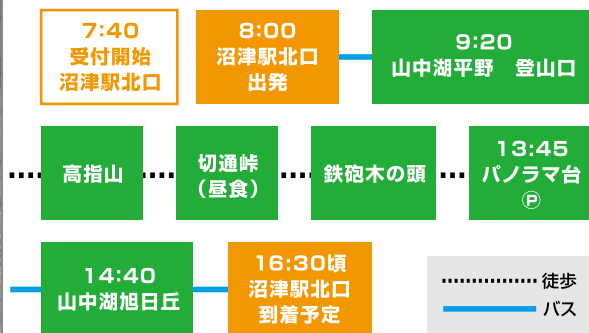 7:40
受付開始
沼津駅北口
8:00
沼津駅北口
出発
9:20
山中湖平野　登山口
高指山
切通峠
（昼食）
鉄砲木の頭
13:45
パノラマ台
Ⓟ
14:40
山中湖旭日丘
16:30頃
沼津駅北口
到着予定
徒歩
バス